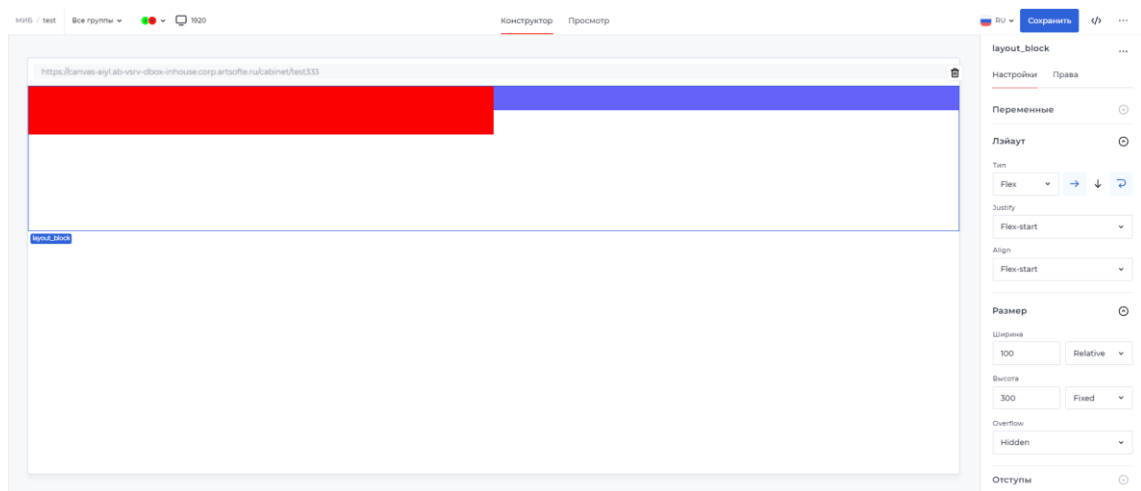 МИБ / test Все группы 1920 Конструктор Просмотр RU Сохранить </> ...
layout_block ...
https://canvas-aiyl.ab-vsrv-dbox-inhouse.corp.artsofte.ru/cabinet/test333
Настройки Права
Переменные
Лэйаут
Тип
Flex
Justify
Flex-start
layout_block
Align
Flex-start
Размер
Ширина
100 Relative
Высота
300 Fixed
Overflow
Hidden
Отступы